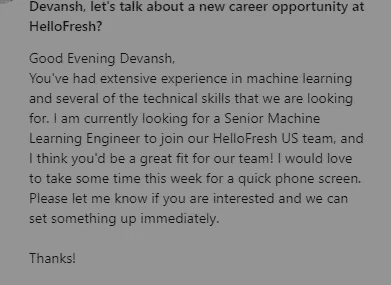 Devansh, let's talk about a new career opportunity at
HelloFresh?
Good Evening Devansh,
You've had extensive experience in machine learning
and several of the technical skills that we are looking
for. I am currently looking for a Senior Machine
Learning Engineer to join our HelloFresh US team, and
I think you'd be a great fit for our team! I would love
to take some time this week for a quick phone screen.
Please let me know if you are interested and we can
set something up immediately.
Thanks!